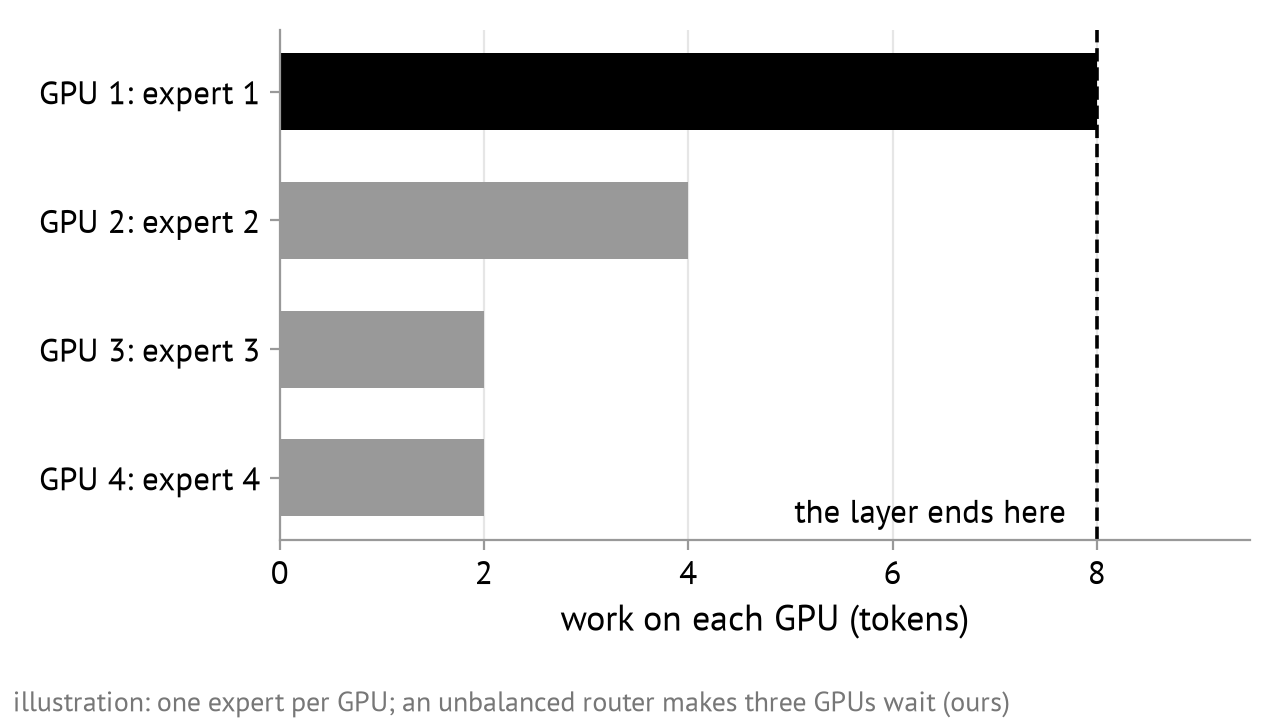 GPU 1: expert 1
GPU 2: expert 2
GPU 3: expert 3
GPU 4: expert 4
the layer ends here
0 2 4 6 8
work on each GPU (tokens)
illustration: one expert per GPU; an unbalanced router makes three GPUs wait (ours)